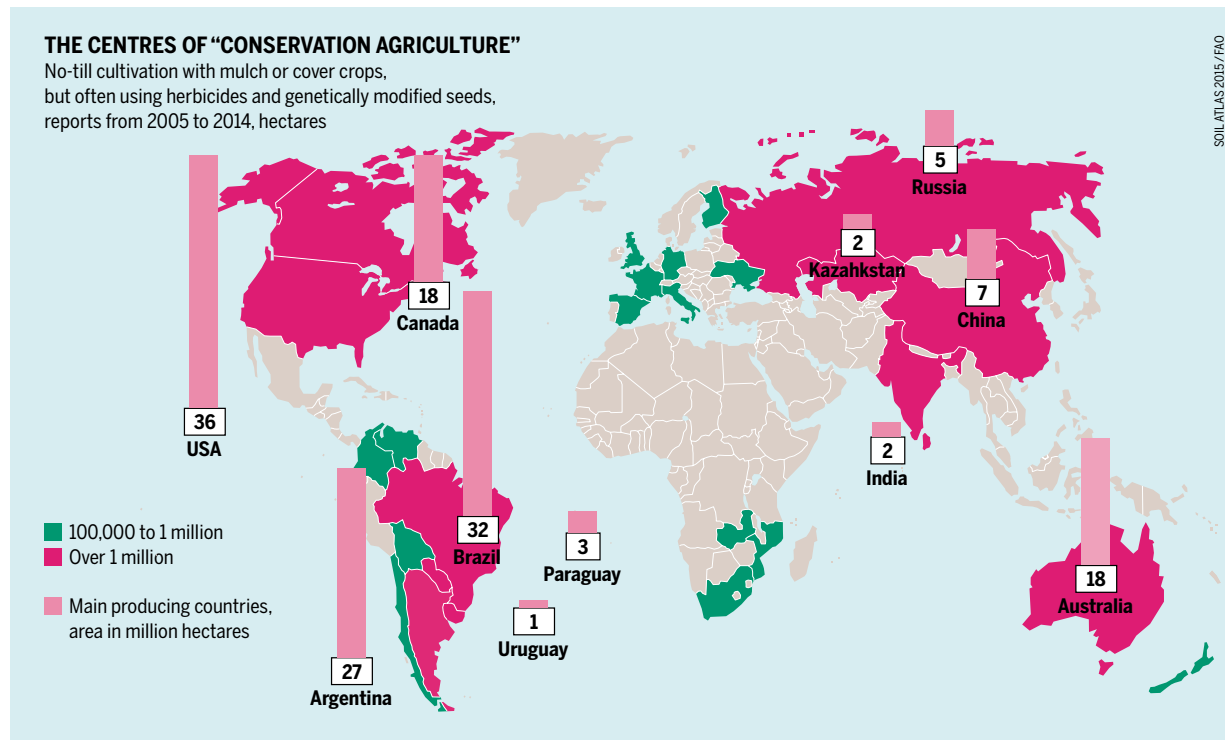 THE CENTRES OF “CONSERVATION AGRICULTURE”
No-till cultivation with mulch or cover crops,
but often using herbicides and genetically modified seeds,
reports from 2005 to 2014, hectares
SOIL ATLAS 2015 / FAO
5
Russia
2
Kazahkstan
7
China
18
Canada
36
USA
2
India
32
Brazil
3
Paraguay
18
Australia
1
Uruguay
27
Argentina
100,000 to 1 million
Over 1 million
Main producing countries,
area in million hectares